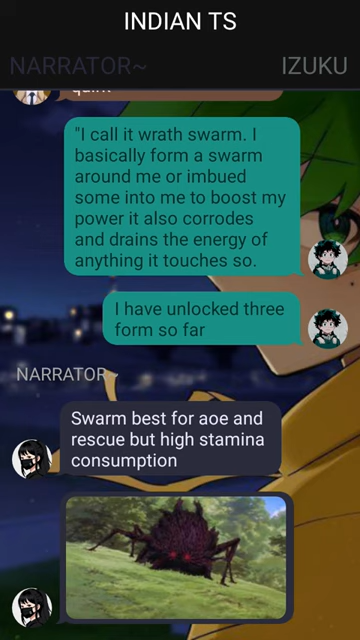 INDIAN TS
NARRATOR~
IZUKU
quirk
"I call it wrath swarm. I
basically form a swarm
around me or imbued
some into me to boost my
power it also corrodes
and drains the energy of
anything it touches so.
I have unlocked three
form so far
NARRATOR~
Swarm best for aoe and
rescue but high stamina
consumption